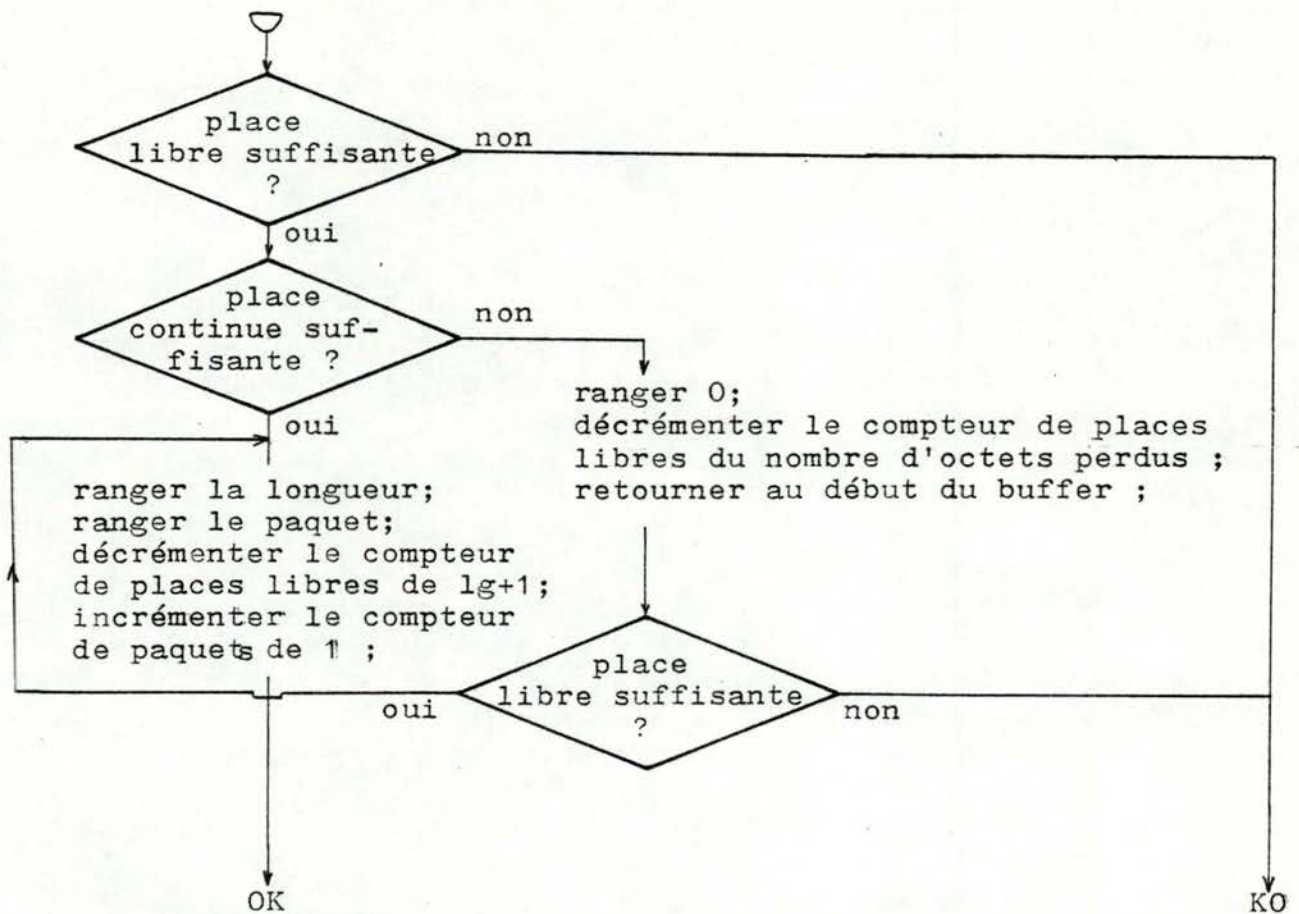 place
libre suffisante
?
non
oui
place
continue suf-
fisante ?
non
oui
ranger 0;
décrémenter le compteur de places
libres du nombre d'octets perdus ;
retourner au début du buffer ;
ranger la longueur;
ranger le paquet;
décrémenter le compteur
de places libres de lg+1;
incrémenter le compteur
de paquets de 1 ;
place
libre suffisante
?
oui
non
OK
KO